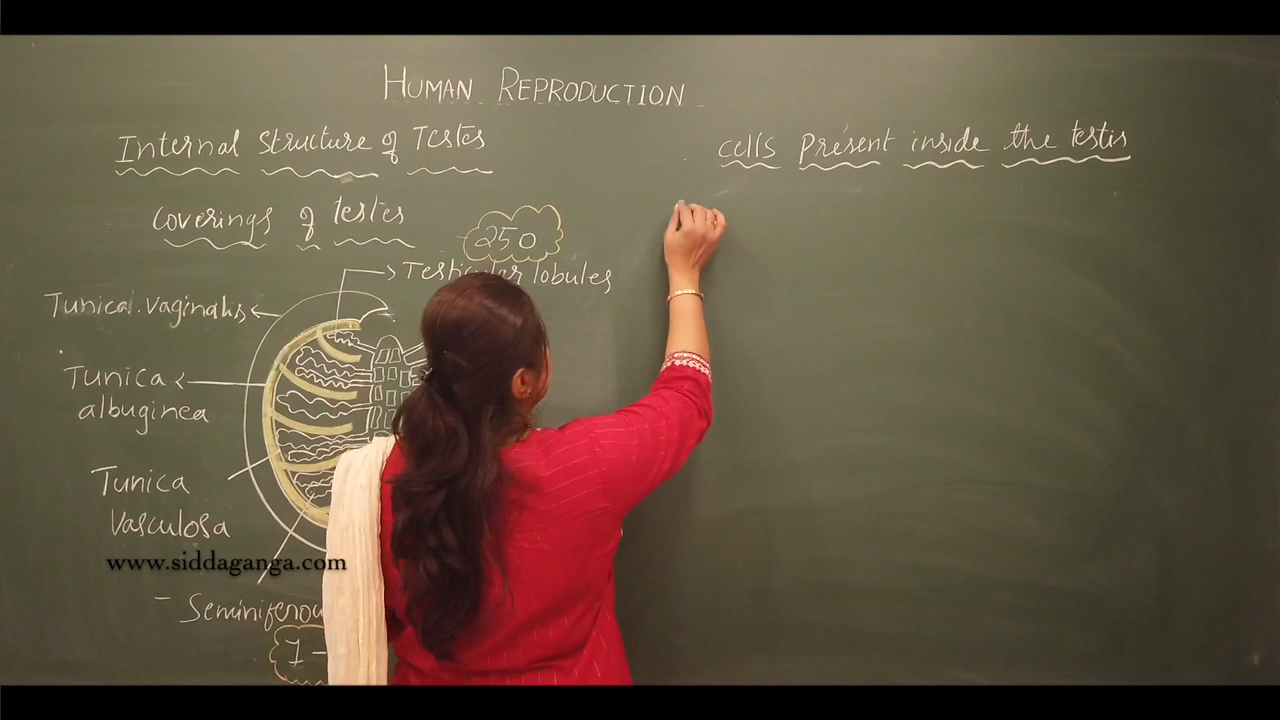 HUMAN REPRODUCTION
Internal structure of Testes
cells Present inside the testis
coverings of testes
250
Testicular lobules
Tunica vaginalis
Tunica
albuginea
Tunica
Vasculosa
www.siddaganga.com
- Seminiferou
1-